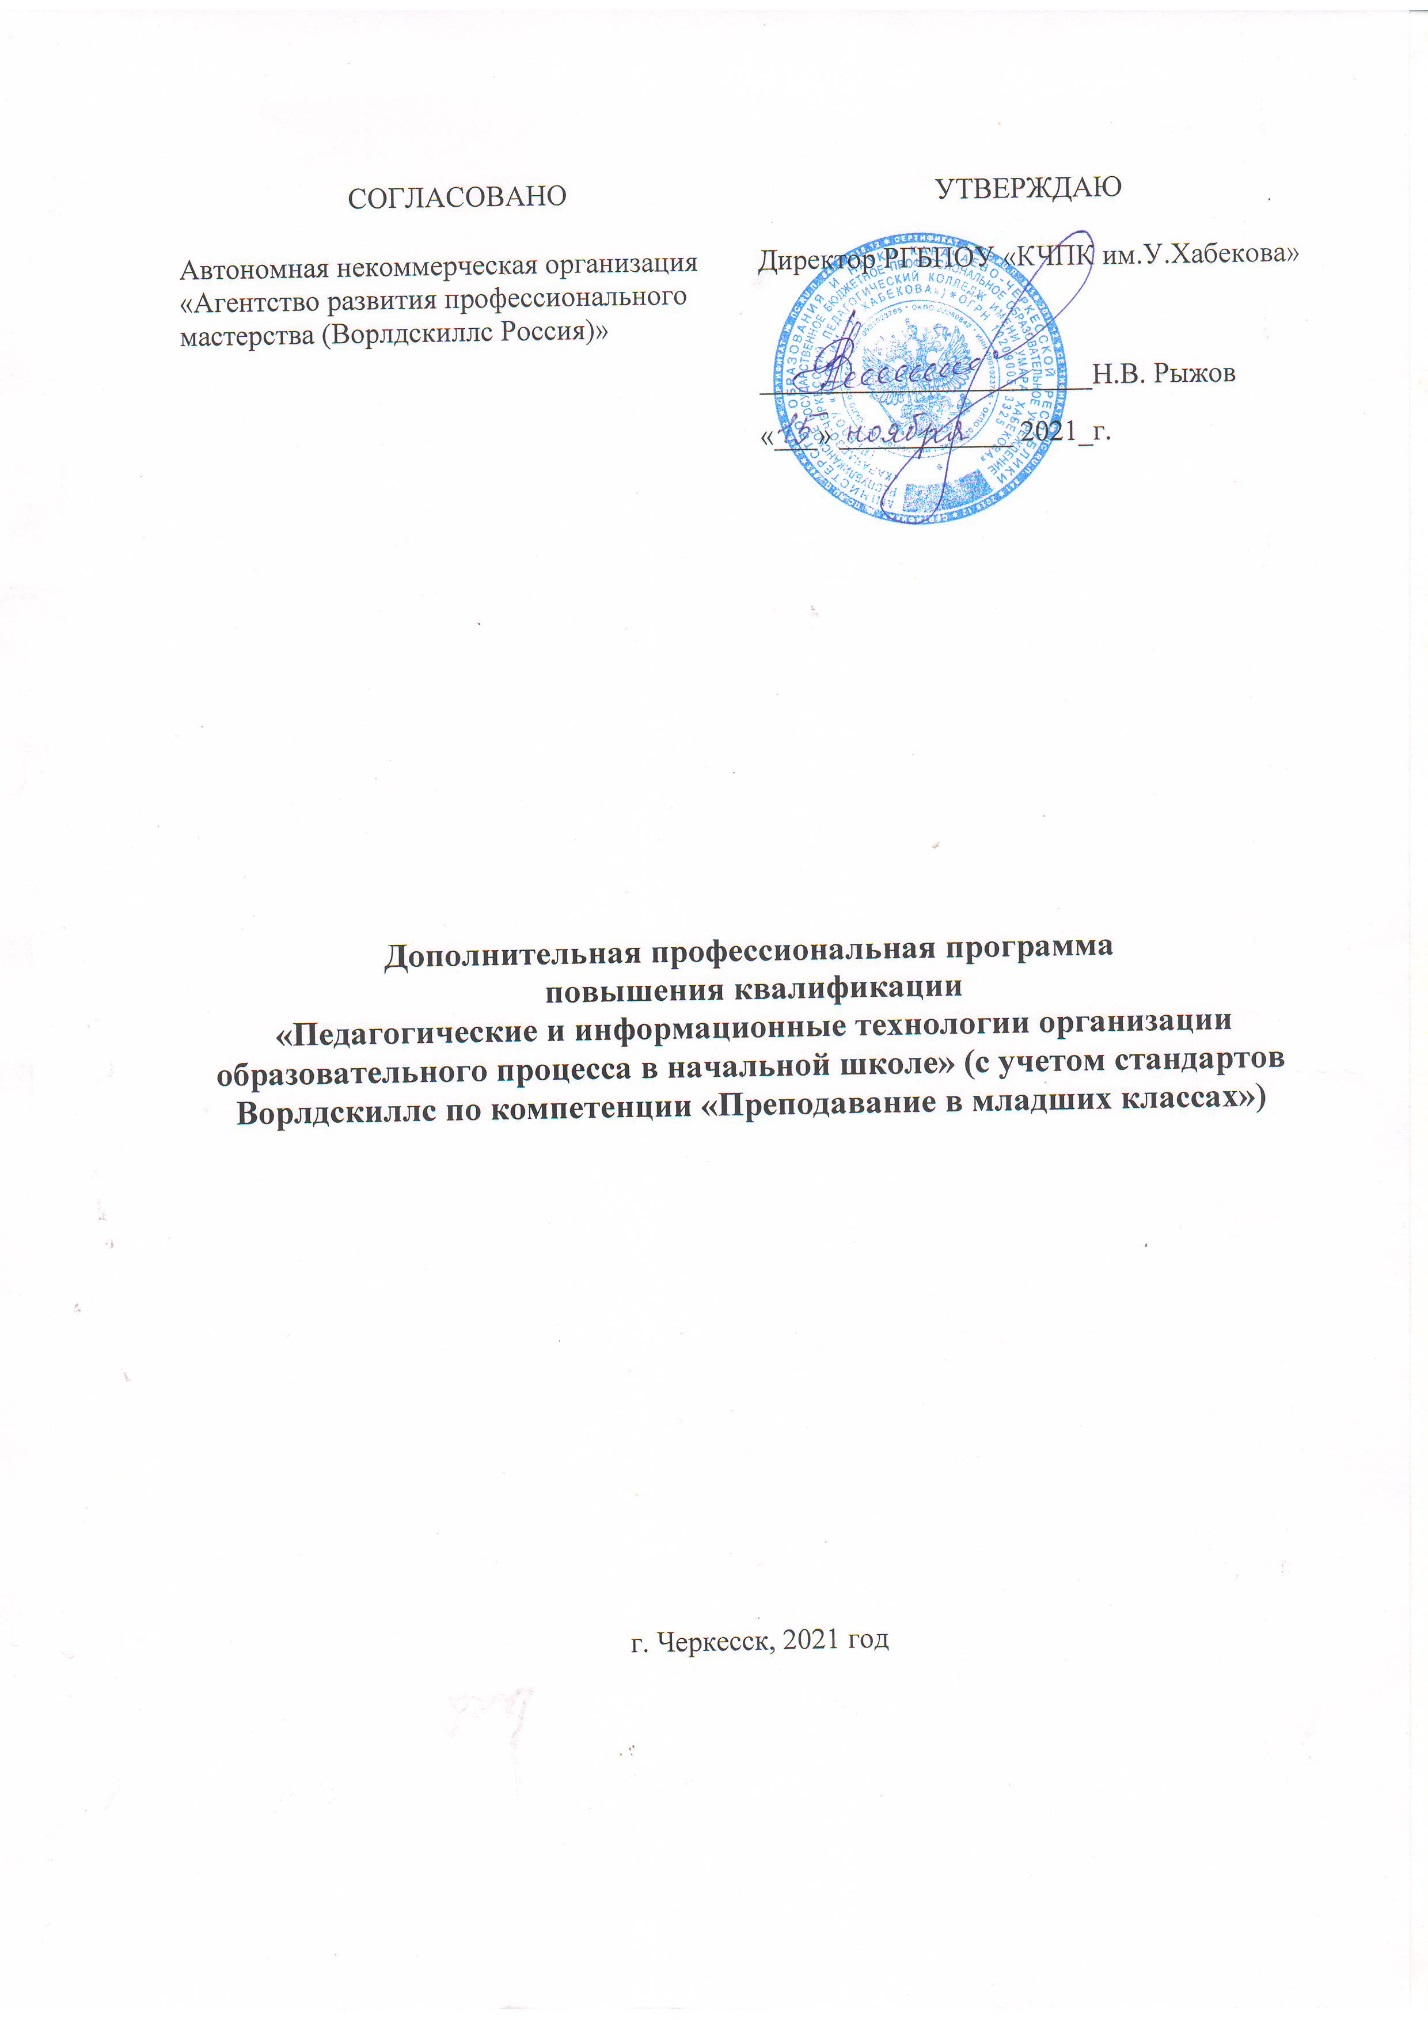 СОГЛАСОВАНО
Автономная некоммерческая организация
«Агентство развития профессионального
мастерства (Ворлдскиллс Россия)»
УТВЕРЖДАЮ
Директор РГБПОУ «КЧПК им.У.Хабекова»
Н.В. Рыжов
«15» ноября 2021_г.
Дополнительная профессиональная программа
повышения квалификации
«Педагогические и информационные технологии организации
образовательного процесса в начальной школе» (с учетом стандартов
Ворлдскиллс по компетенции «Преподавание в младших классах»)
г. Черкесск, 2021 год